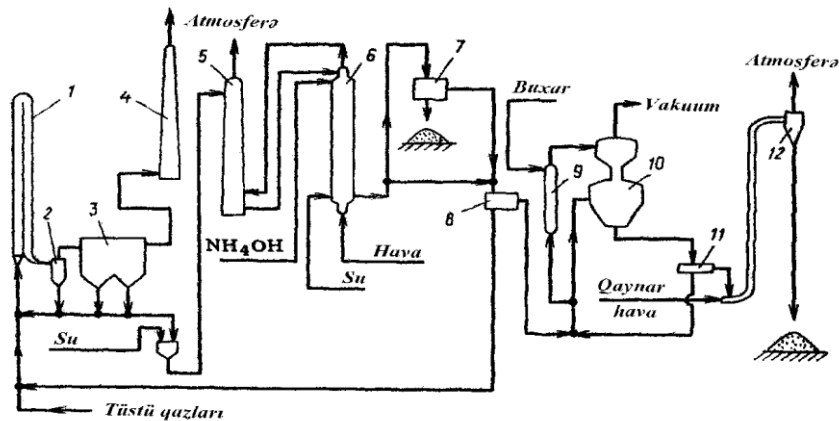 Atmosferə
1
4
5
6
7
Buxar
Atmosferə
Vakuum
12
3
2
9
10
8
11
NH4OH
Hava
Su
Qaynar
hava
Su
Tüstü qazları